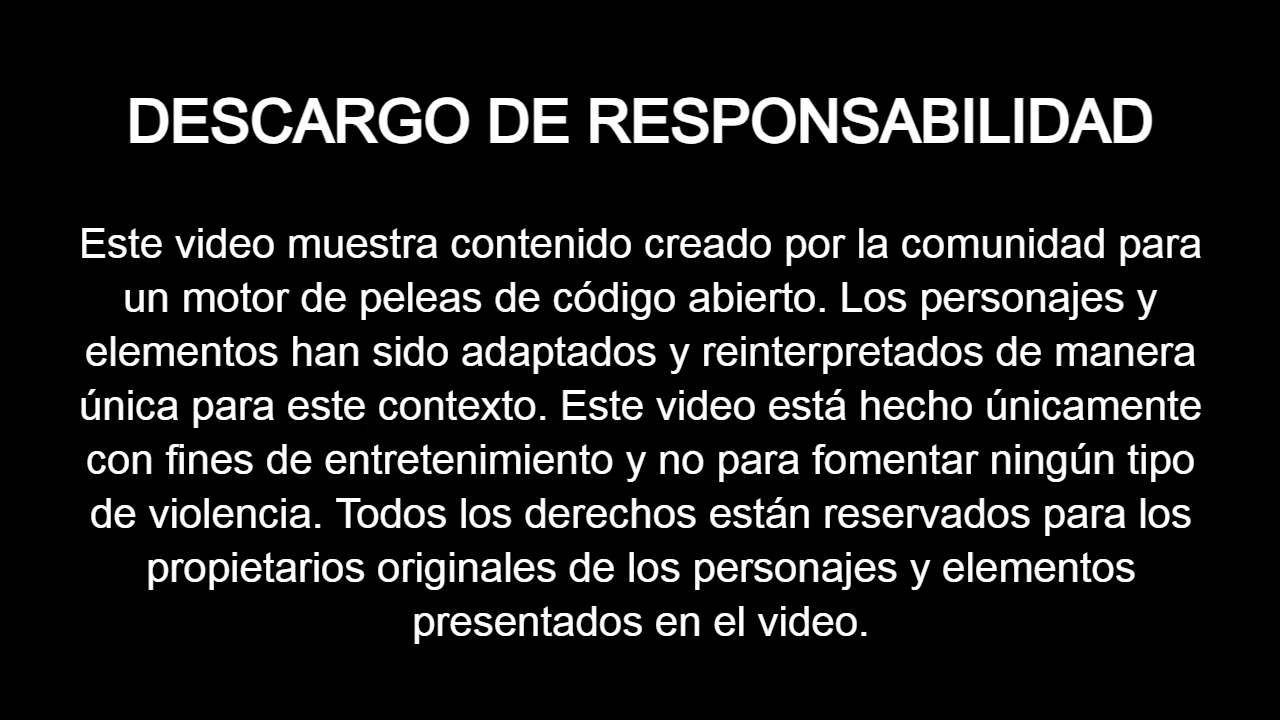 DESCARGO DE RESPONSABILIDAD
Este video muestra contenido creado por la comunidad para
un motor de peleas de código abierto. Los personajes y
elementos han sido adaptados y reinterpretados de manera
única para este contexto. Este video está hecho únicamente
con fines de entretenimiento y no para fomentar ningún tipo
de violencia. Todos los derechos están reservados para los
propietarios originales de los personajes y elementos
presentados en el video.